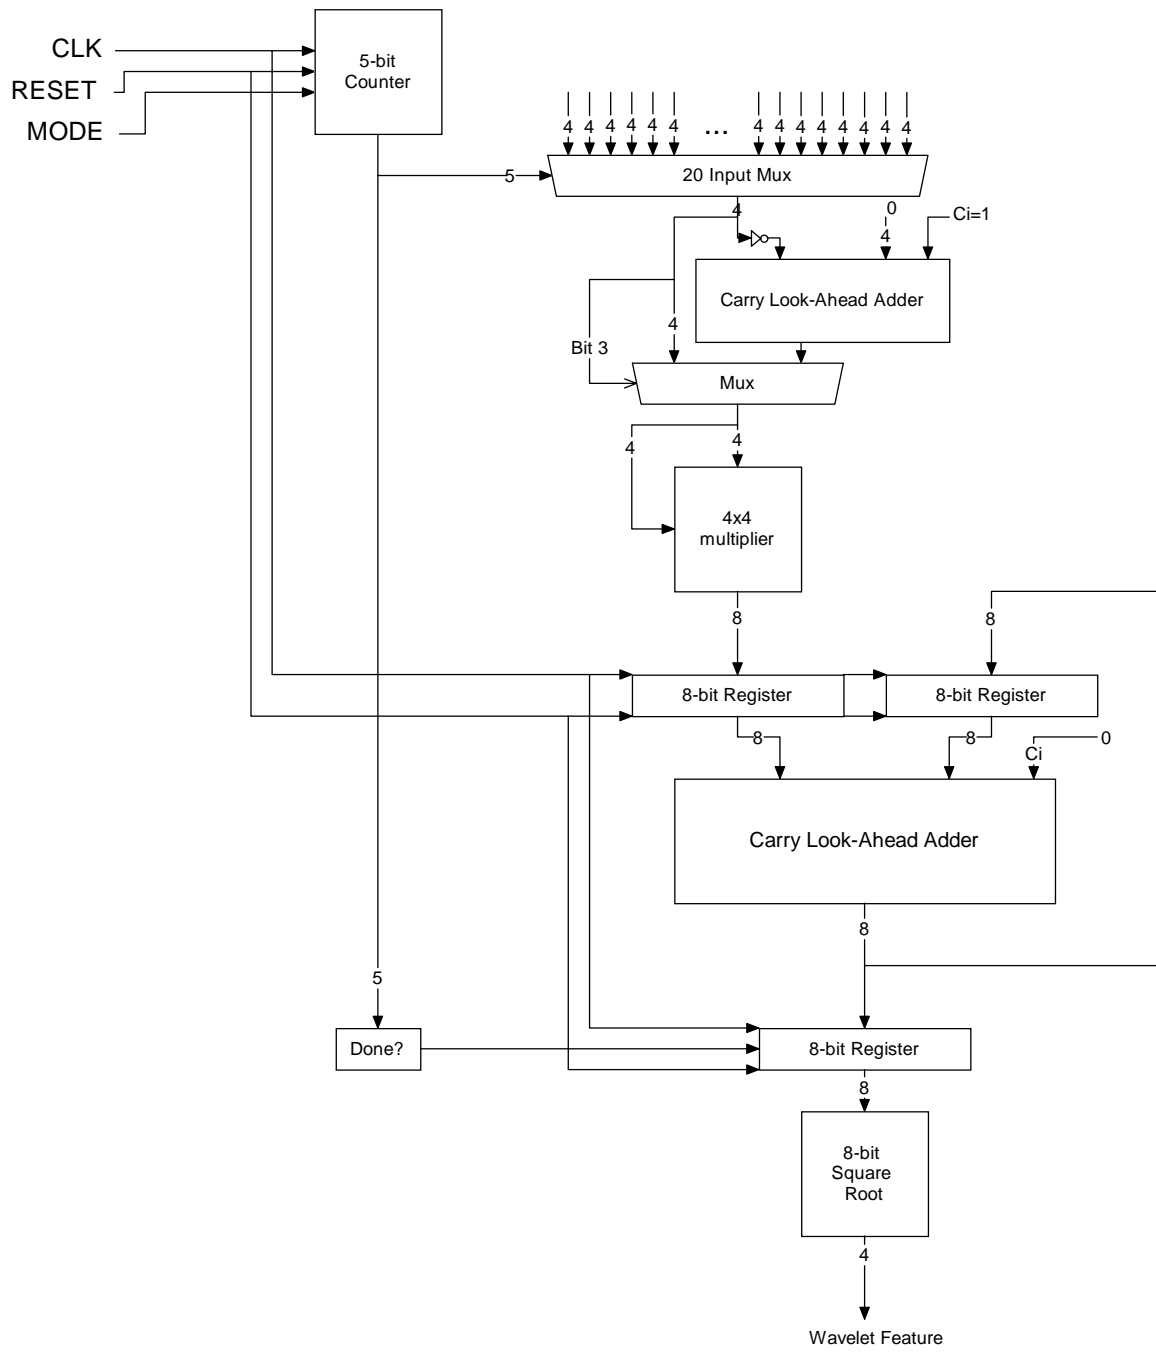 CLK
RESET
MODE
5-bit
Counter
4 4 4 4 4 4 ... 4 4 4 4 4 4 4 4
5
20 Input Mux
4
0
Ci=1
4
Carry Look-Ahead Adder
4
Bit 3
Mux
4
4
4x4
multiplier
8
8
8-bit Register
8-bit Register
8
8
0
Ci
Carry Look-Ahead Adder
8
5
Done?
8-bit Register
8
8-bit
Square
Root
4
Wavelet Feature